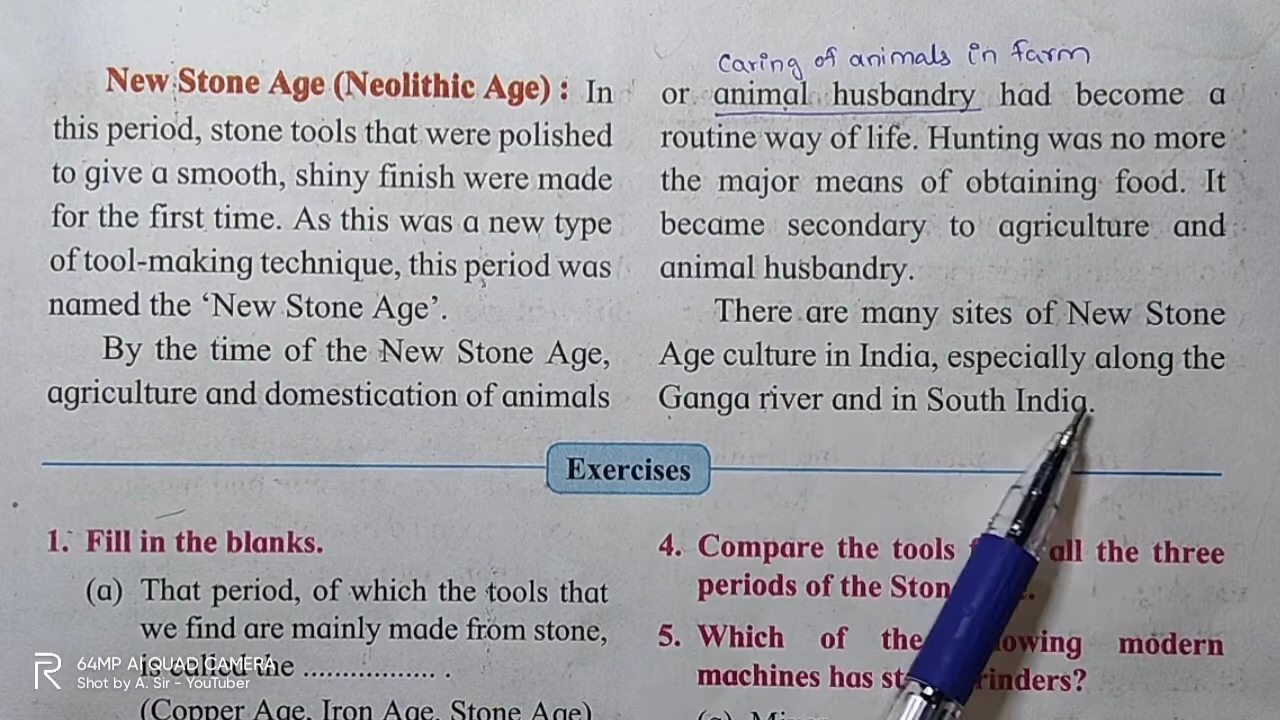 New Stone Age (Neolithic Age) : In
this period, stone tools that were polished
to give a smooth, shiny finish were made
for the first time. As this was a new type
of tool-making technique, this period was
named the ‘New Stone Age’.
By the time of the New Stone Age,
agriculture and domestication of animals
Caring of animals in farm
or animal husbandry had become a
routine way of life. Hunting was no more
the major means of obtaining food. It
became secondary to agriculture and
animal husbandry.
There are many sites of New Stone
Age culture in India, especially along the
Ganga river and in South India.
Exercises
1. Fill in the blanks.
(a) That period, of which the tools that
we find are mainly made from stone,
is called the ................. .
(Copper Age, Iron Age, Stone Age)
4. Compare the tools all the three
periods of the
5. Which of the modern
machines has
64MP AI QUAD CAMERA
Shot by A. Sir - YouTuber